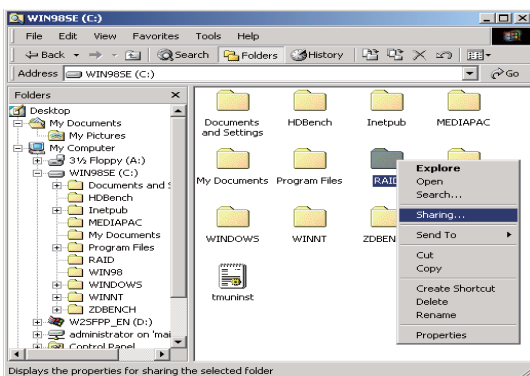 WIN98SE (C:)
File Edit View Favorites Tools Help
Back Search Folders History
Address WIN98SE (C:) Go
Folders
Desktop
My Documents
My Pictures
My Computer
3½ Floppy (A:)
WIN98SE (C:)
Documents and S
HDBench
Inetpub
MEDIAPAC
My Documents
Program Files
RAID
WIN98
WINDOWS
WINNT
ZDBENCH
W2SFPP_EN (D:)
administrator on 'mai
Control Panel
Documents and Settings
HDBench
Inetpub
MEDIAPAC
My Documents
Program Files
RAID
WINDOWS
WINNT
ZDBEN
tmuninst
Explore
Open
Search...
Sharing...
Send To
Cut
Copy
Create Shortcut
Delete
Rename
Properties
Displays the properties for sharing the selected folder